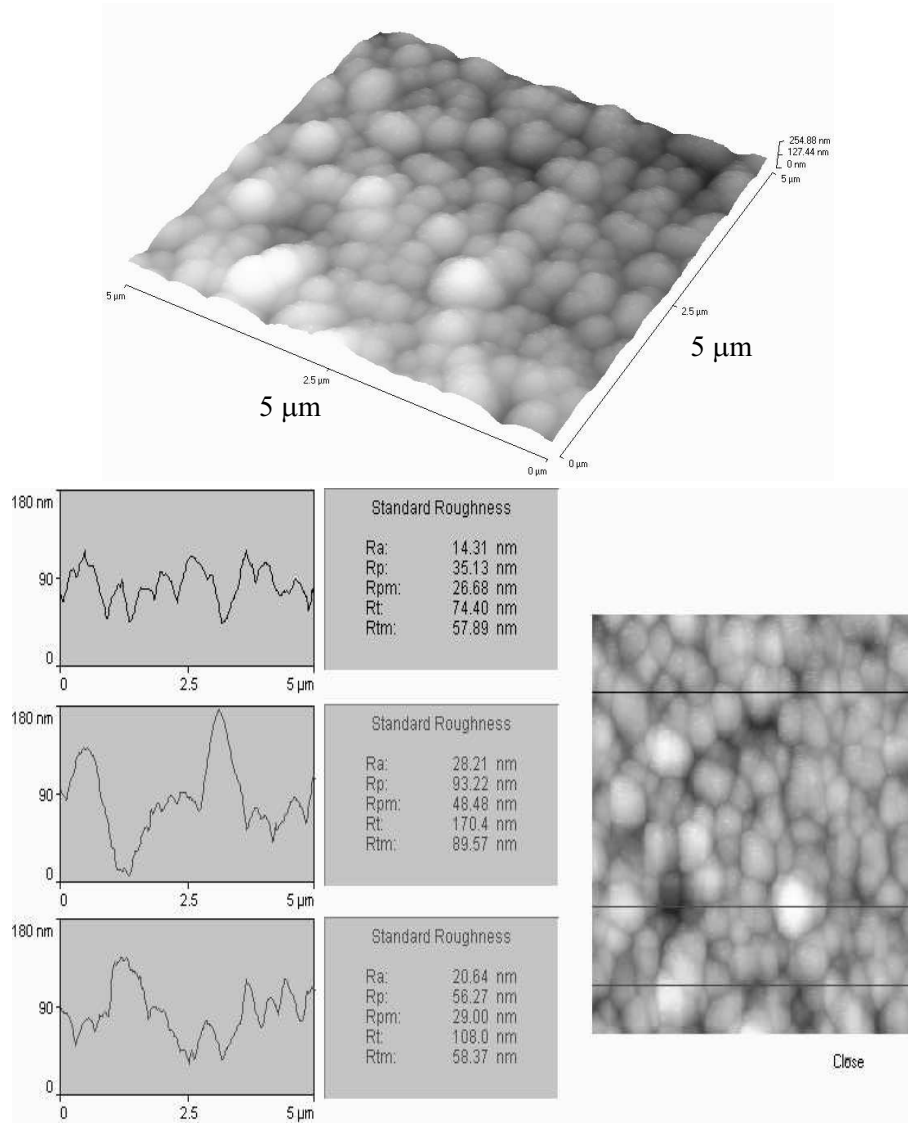 254.88 nm
127.44 nm
0 nm
5 µm
5 µm
2.5 µm
5 µm
2.5 µm
5 µm
0 µm
0 µm
180 nm
90
0
0 2.5 5 µm
Standard Roughness
Ra: 14.31 nm
Rp: 35.13 nm
Rpm: 26.68 nm
Rt: 74.40 nm
Rtm: 57.89 nm
180 nm
90
0
0 2.5 5 µm
Standard Roughness
Ra: 28.21 nm
Rp: 93.22 nm
Rpm: 48.48 nm
Rt: 170.4 nm
Rtm: 89.57 nm
180 nm
90
0
0 2.5 5 µm
Standard Roughness
Ra: 20.64 nm
Rp: 56.27 nm
Rpm: 29.00 nm
Rt: 108.0 nm
Rtm: 58.37 nm
Close